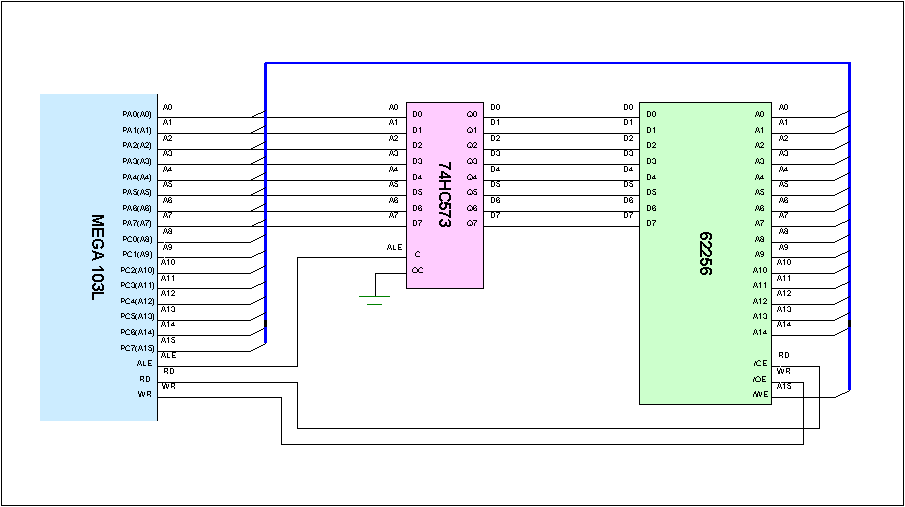 MEGA 103L
PA0(A0)
PA1(A1)
PA2(A2)
PA3(A3)
PA4(A4)
PA5(A5)
PA6(A6)
PA7(A7)
PC0(A8)
PC1(A9)
PC2(A10)
PC3(A11)
PC4(A12)
PC5(A13)
PC6(A14)
PC7(A15)
ALE
RD
WR
A0
A1
A2
A3
A4
A5
A6
A7
A8
A9
A10
A11
A12
A13
A14
A15
ALE
RD
WR
A0
A1
A2
A3
A4
A5
A6
A7
ALE
74HC573
D0
D1
D2
D3
D4
D5
D6
D7
C
OC
Q0
Q1
Q2
Q3
Q4
Q5
Q6
Q7
D0
D1
D2
D3
D4
D5
D6
D7
D0
D1
D2
D3
D4
D5
D6
D7
62256
D0
D1
D2
D3
D4
D5
D6
D7
A0
A1
A2
A3
A4
A5
A6
A7
A8
A9
A10
A11
A12
A13
A14
/CE
/OE
/WE
A0
A1
A2
A3
A4
A5
A6
A7
A8
A9
A10
A11
A12
A13
A14
RD
WR
A15